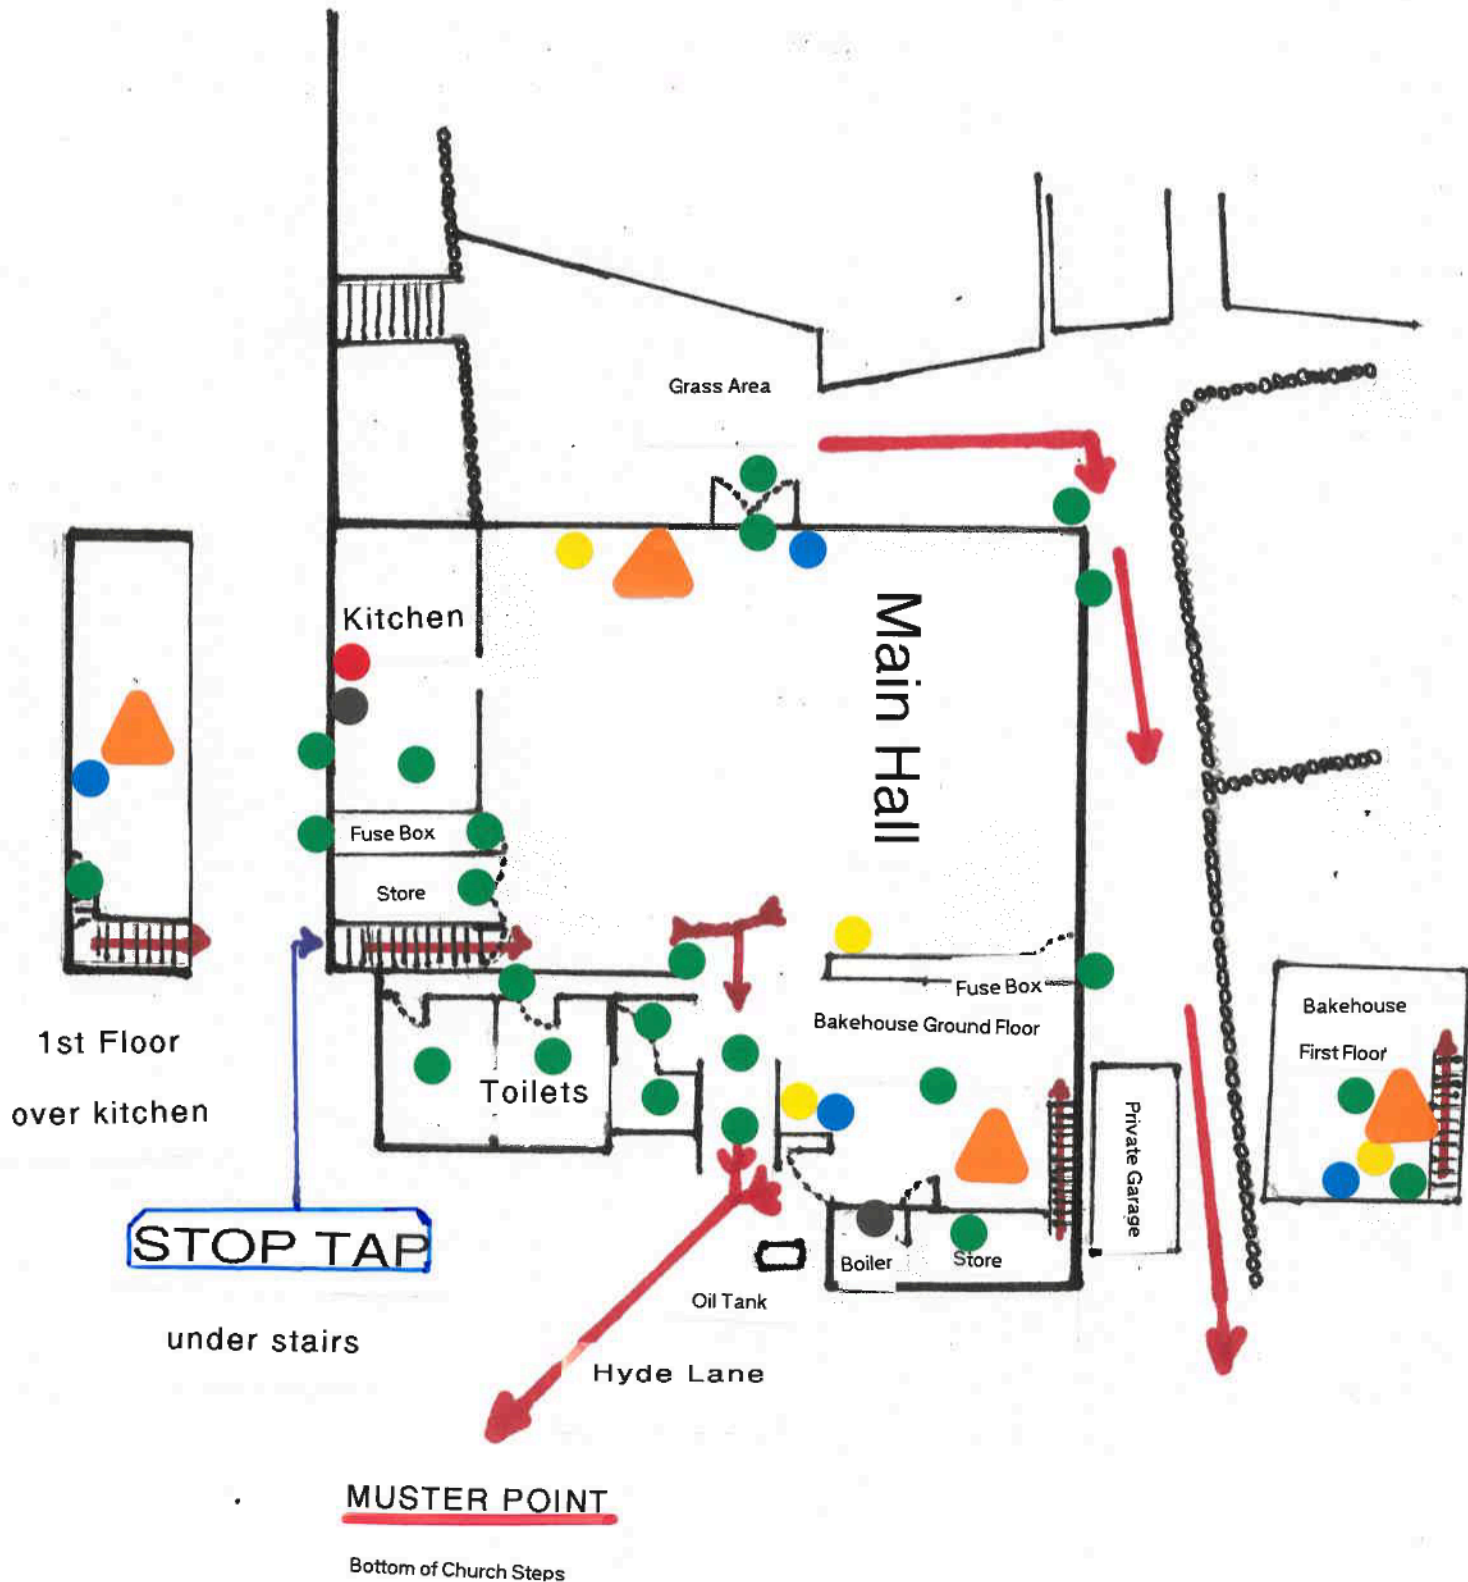 Grass Area
Kitchen
Main Hall
Fuse Box
Store
Fuse Box
Bakehouse Ground Floor
Bakehouse
First Floor
1st Floor
over kitchen
Toilets
Private Garage
STOP TAP
under stairs
Boiler
Store
Oil Tank
Hyde Lane
MUSTER POINT
Bottom of Church Steps